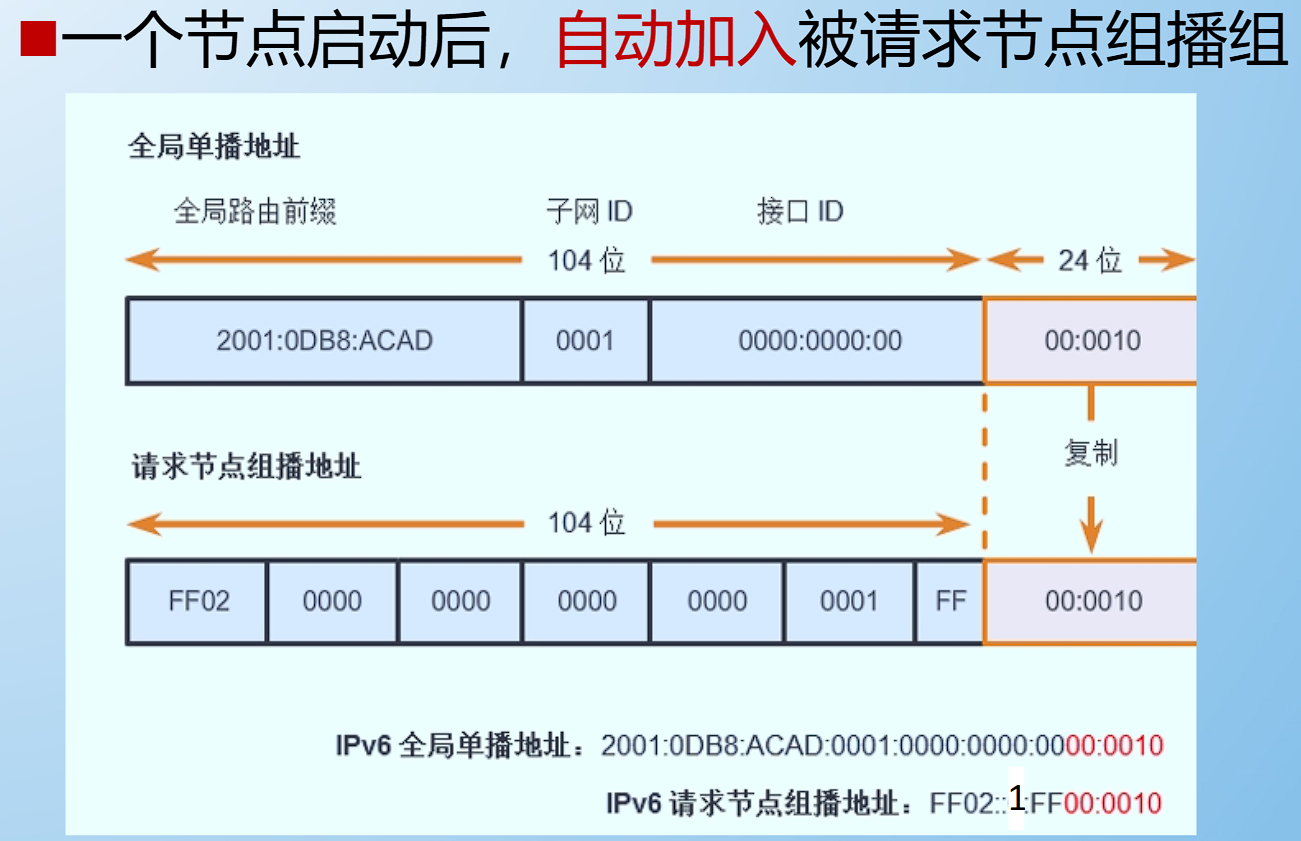 一个节点启动后，自动加入被请求节点组播组
全局单播地址
全局路由前缀 子网 ID 接口 ID
104 位 24 位
2001:0DB8:ACAD 0001 0000:0000:00 00:0010
复制
请求节点组播地址
104 位
FF02 0000 0000 0000 0000 0001 FF 00:0010
IPv6 全局单播地址：2001:0DB8:ACAD:0001:0000:0000:0000:0010
IPv6 请求节点组播地址：FF02::1:FF00:0010